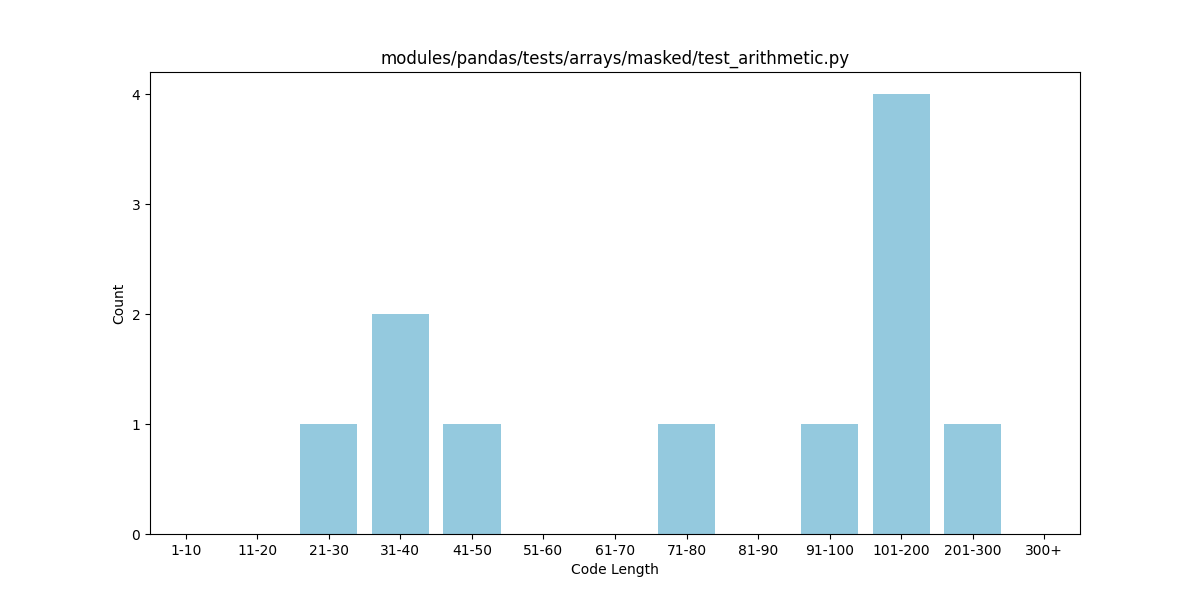 modules/pandas/tests/arrays/masked/test_arithmetic.py
4
3
2
1
0
Count
1-10 11-20 21-30 31-40 41-50 51-60 61-70 71-80 81-90 91-100 101-200 201-300 300+
Code Length